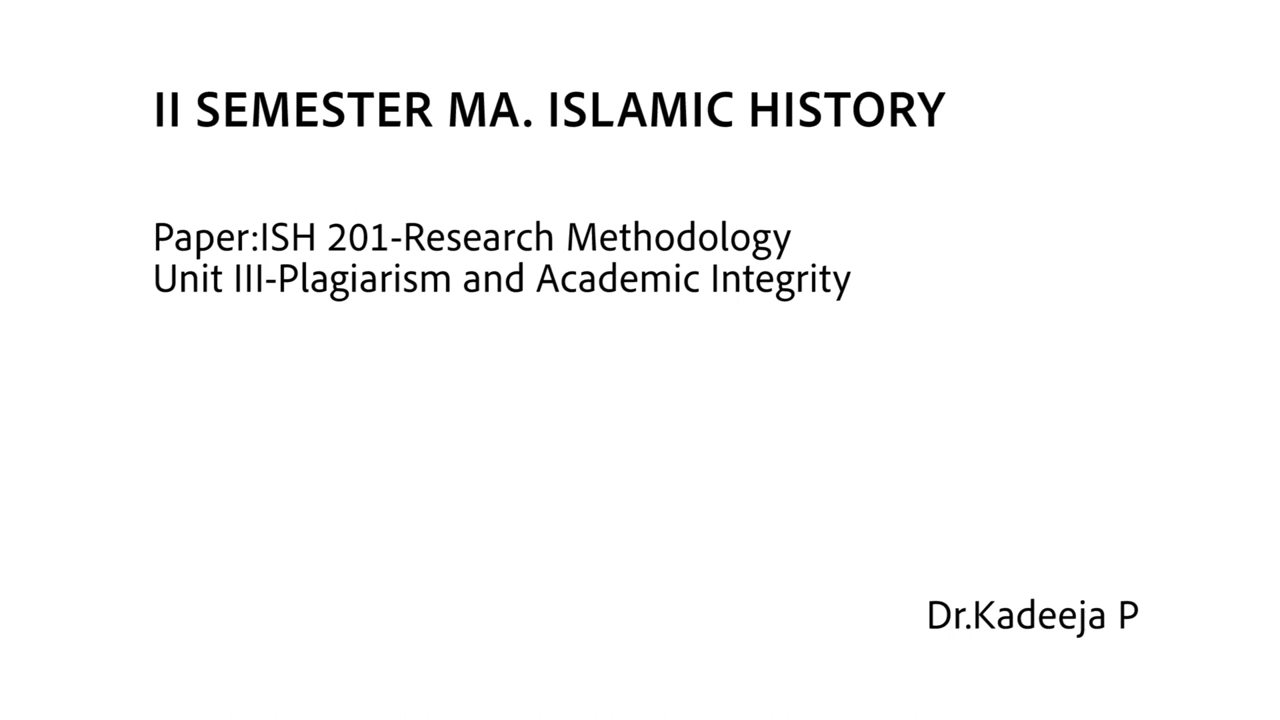 II SEMESTER MA. ISLAMIC HISTORY
Paper:ISH 201-Research Methodology
Unit III-Plagiarism and Academic Integrity
Dr.Kadeeja P